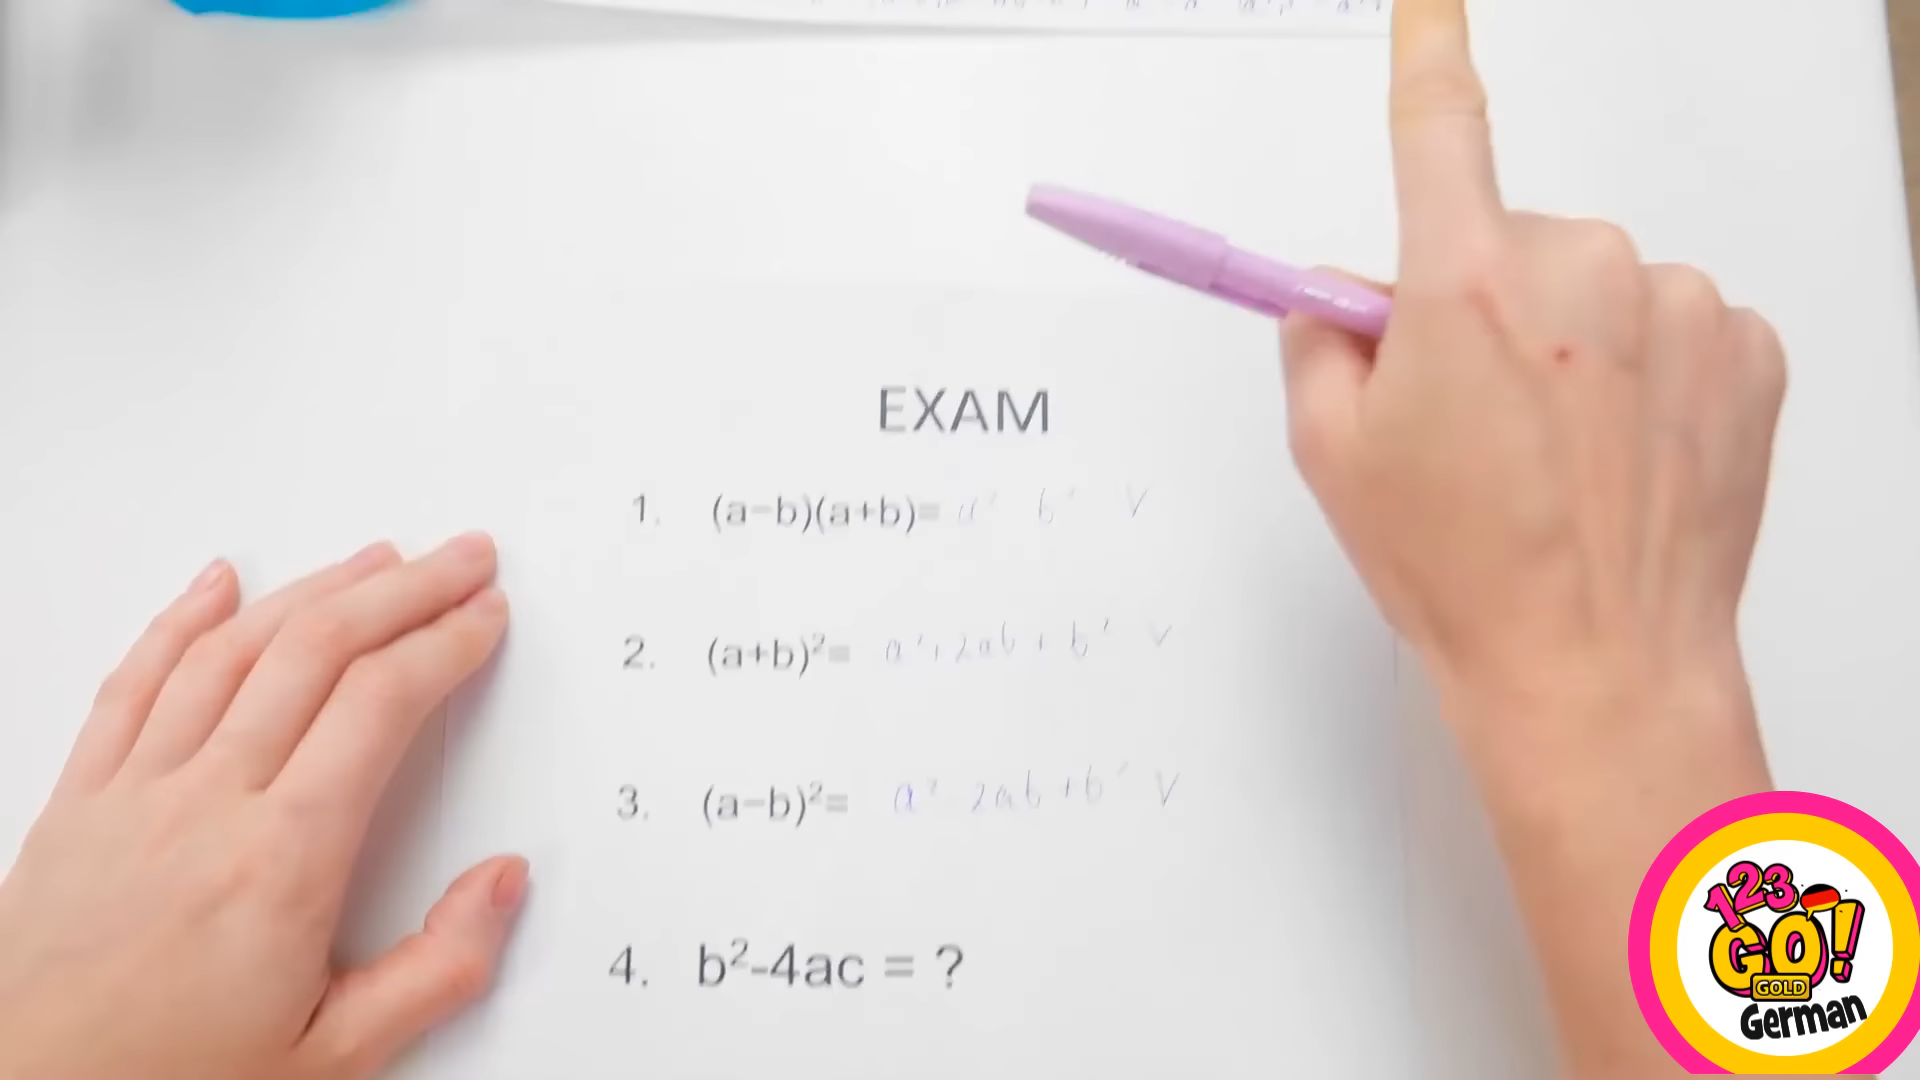 EXAM
1. (a-b)(a+b)= a² b² V
2. (a+b)²= a²+2ab+b² V
3. (a-b)²= a² 2ab+b² V
4. b²-4ac = ?
123
GO!
GOLD
German